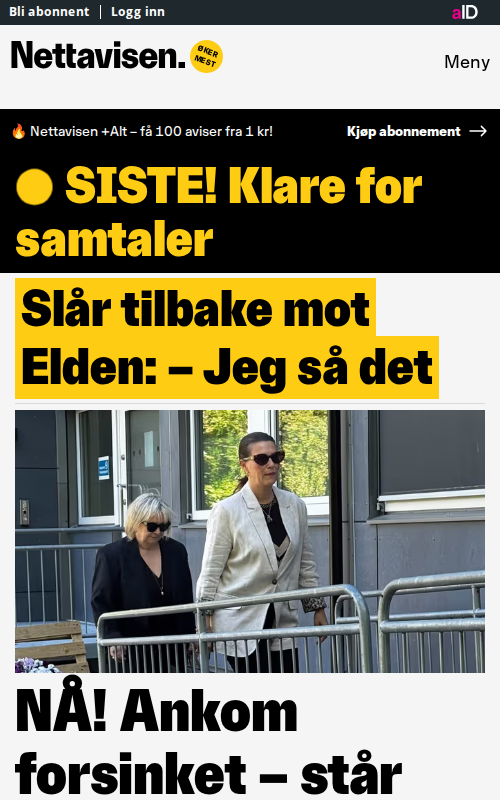 Bli abonnent | Logg inn
aID
Nettavisen.
ØKER
MEST
Meny
🔥 Nettavisen +Alt – få 100 aviser fra 1 kr!
Kjøp abonnement →
SISTE! Klare for
samtaler
Slår tilbake mot
Elden: – Jeg så det
NÅ! Ankom
forsinket – står